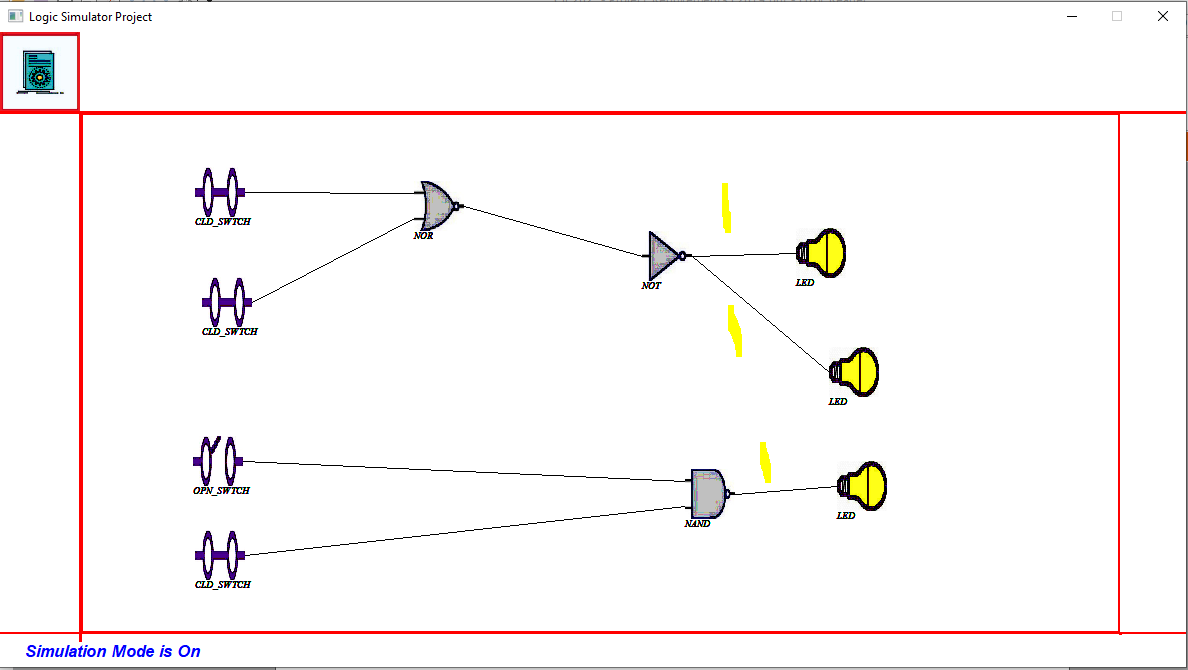 Logic Simulator Project
CLD_SWTCH
NOR
CLD_SWTCH
NOT
LED
LED
OPN_SWTCH
NAND
LED
CLD_SWTCH
Simulation Mode is On